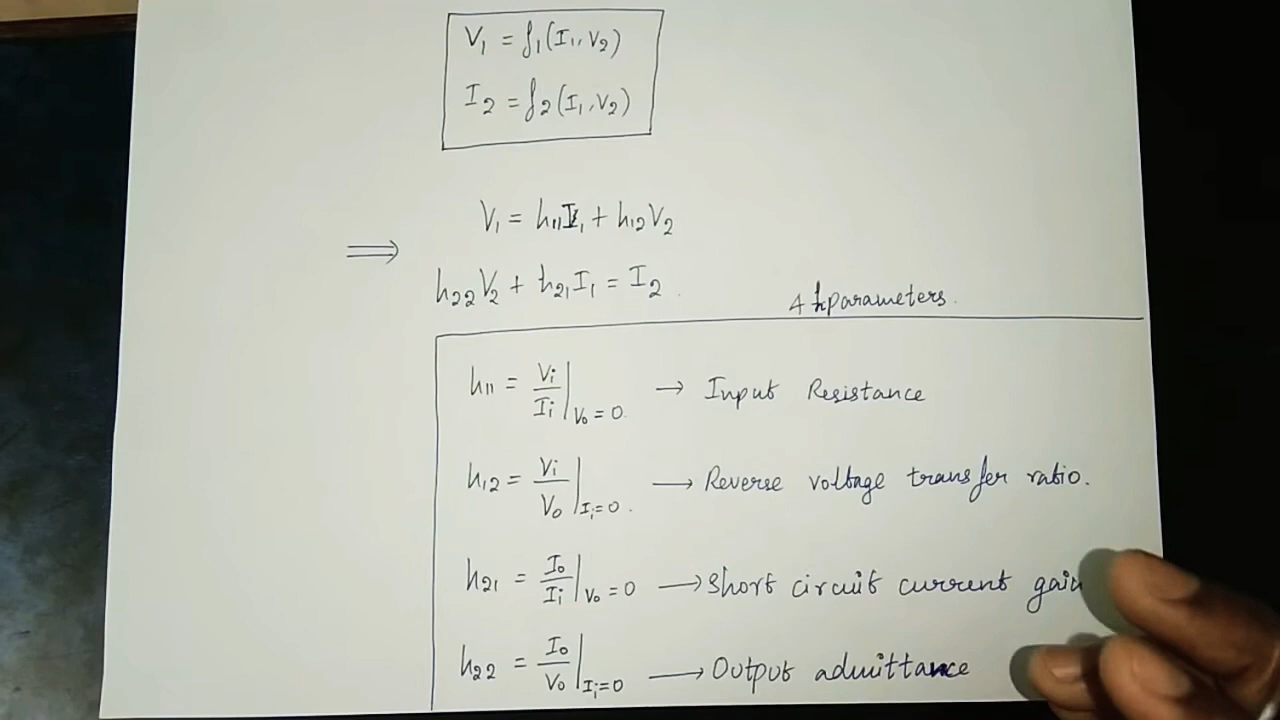 V₁ = f₁(I₁, V₂)
I₂ = f₂(I₁, V₂)
V₁ = h₁₁I₁ + h₁₂V₂
⟹
h₂₂V₂ + h₂₁I₁ = I₂
4 h parameters.
h₁₁ = Vi/Ii | V₀ = 0. → Input Resistance
h₁₂ = Vi/V₀ | Ii = 0. → Reverse voltage transfer ratio.
h₂₁ = I₀/Ii | V₀ = 0 → Short circuit current gain
h₂₂ = I₀/V₀ | Ii = 0 → Output admittance